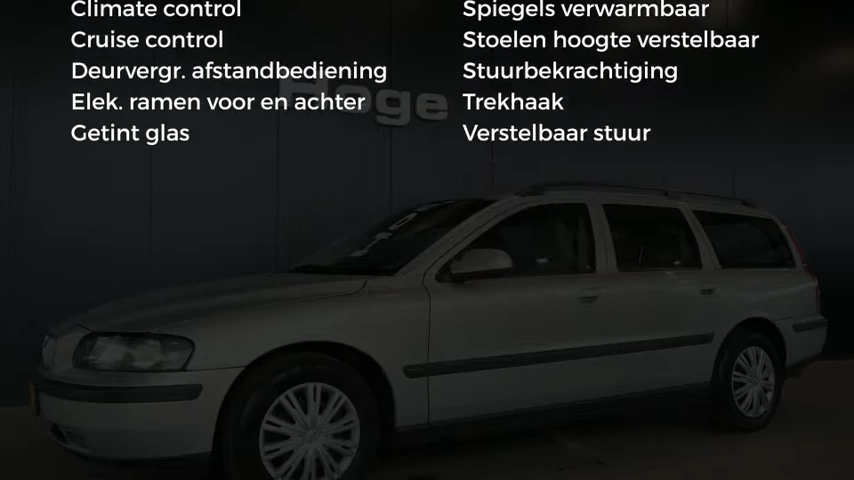 Climate control
Cruise control
Deurvergr. afstandbediening
Elek. ramen voor en achter
Getint glas
Spiegels verwarmbaar
Stoelen hoogte verstelbaar
Stuurbekrachtiging
Trekhaak
Verstelbaar stuur
Hoge